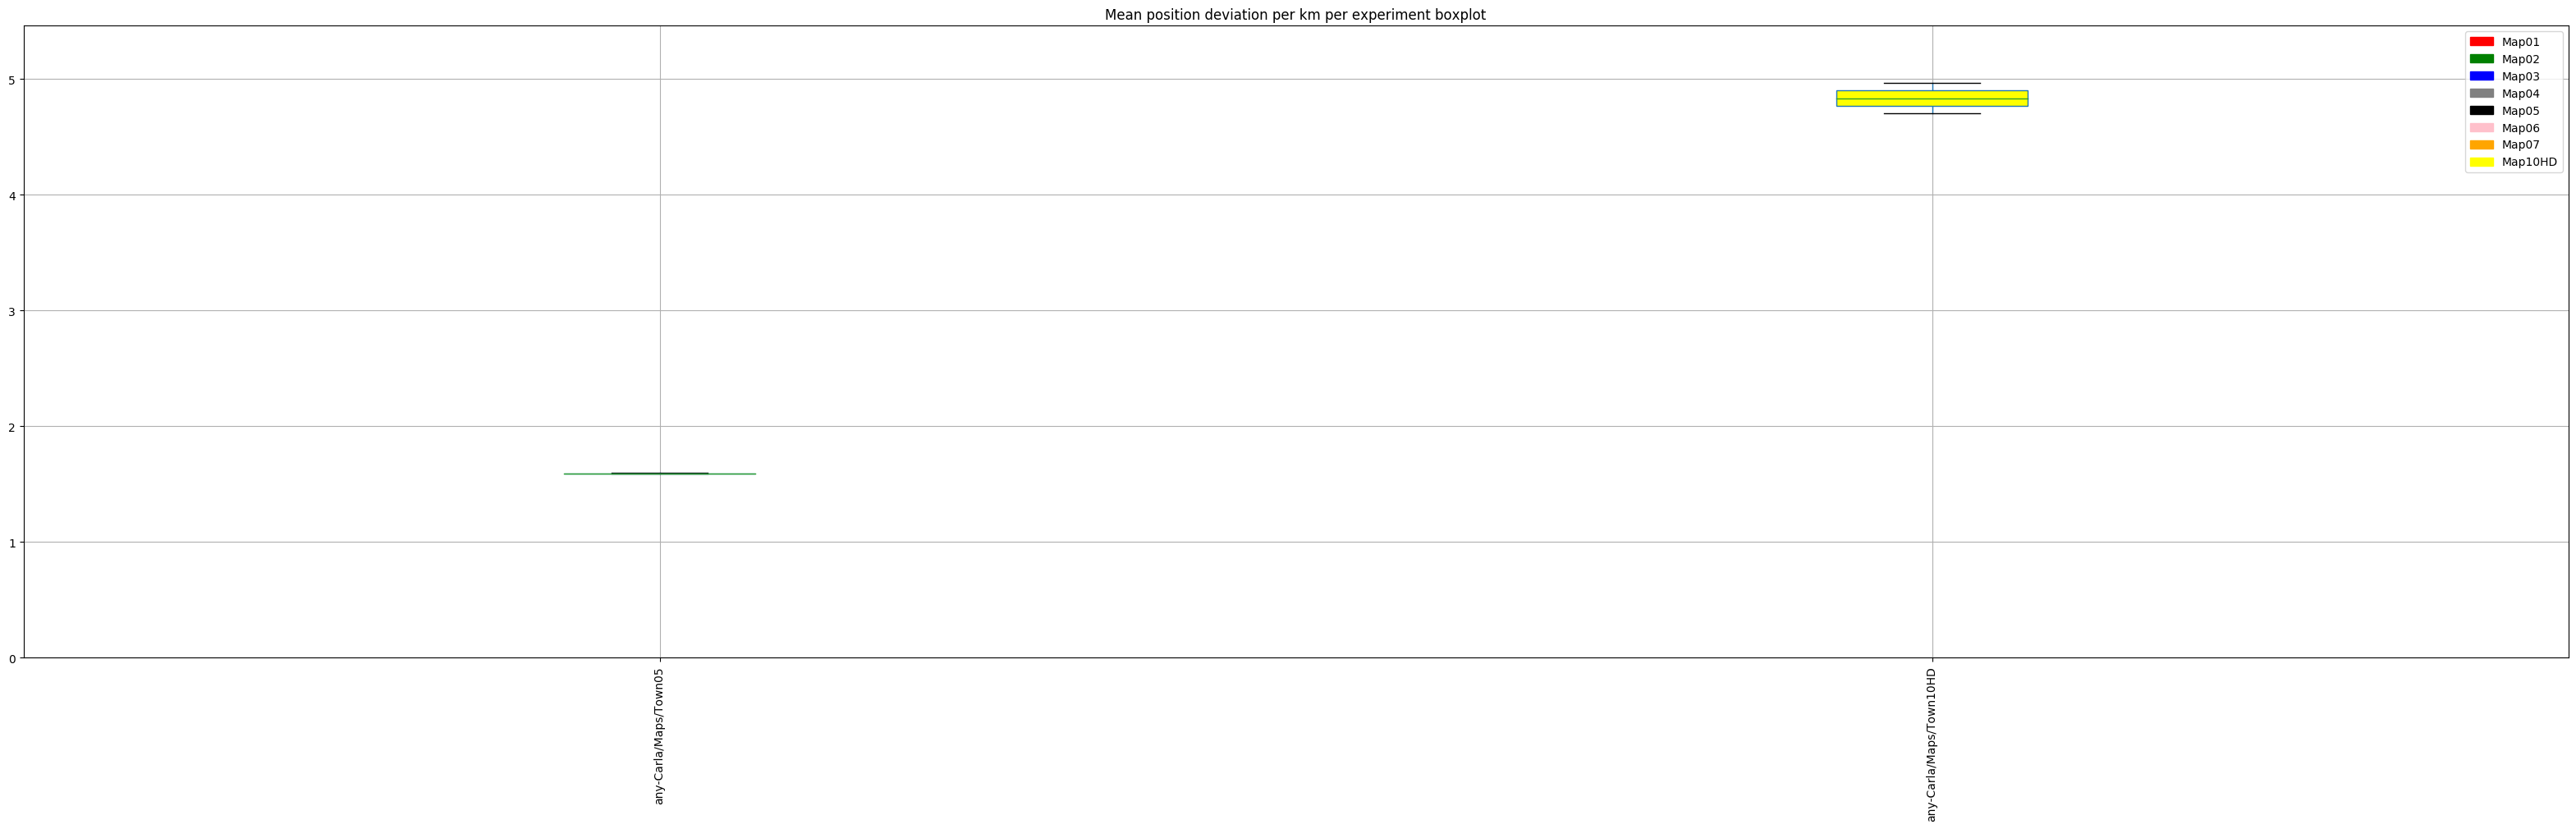 Mean position deviation per km per experiment boxplot
5
4
3
2
1
0
Map01
Map02
Map03
Map04
Map05
Map06
Map07
Map10HD
any-Carla/Maps/Town05
any-Carla/Maps/Town10HD